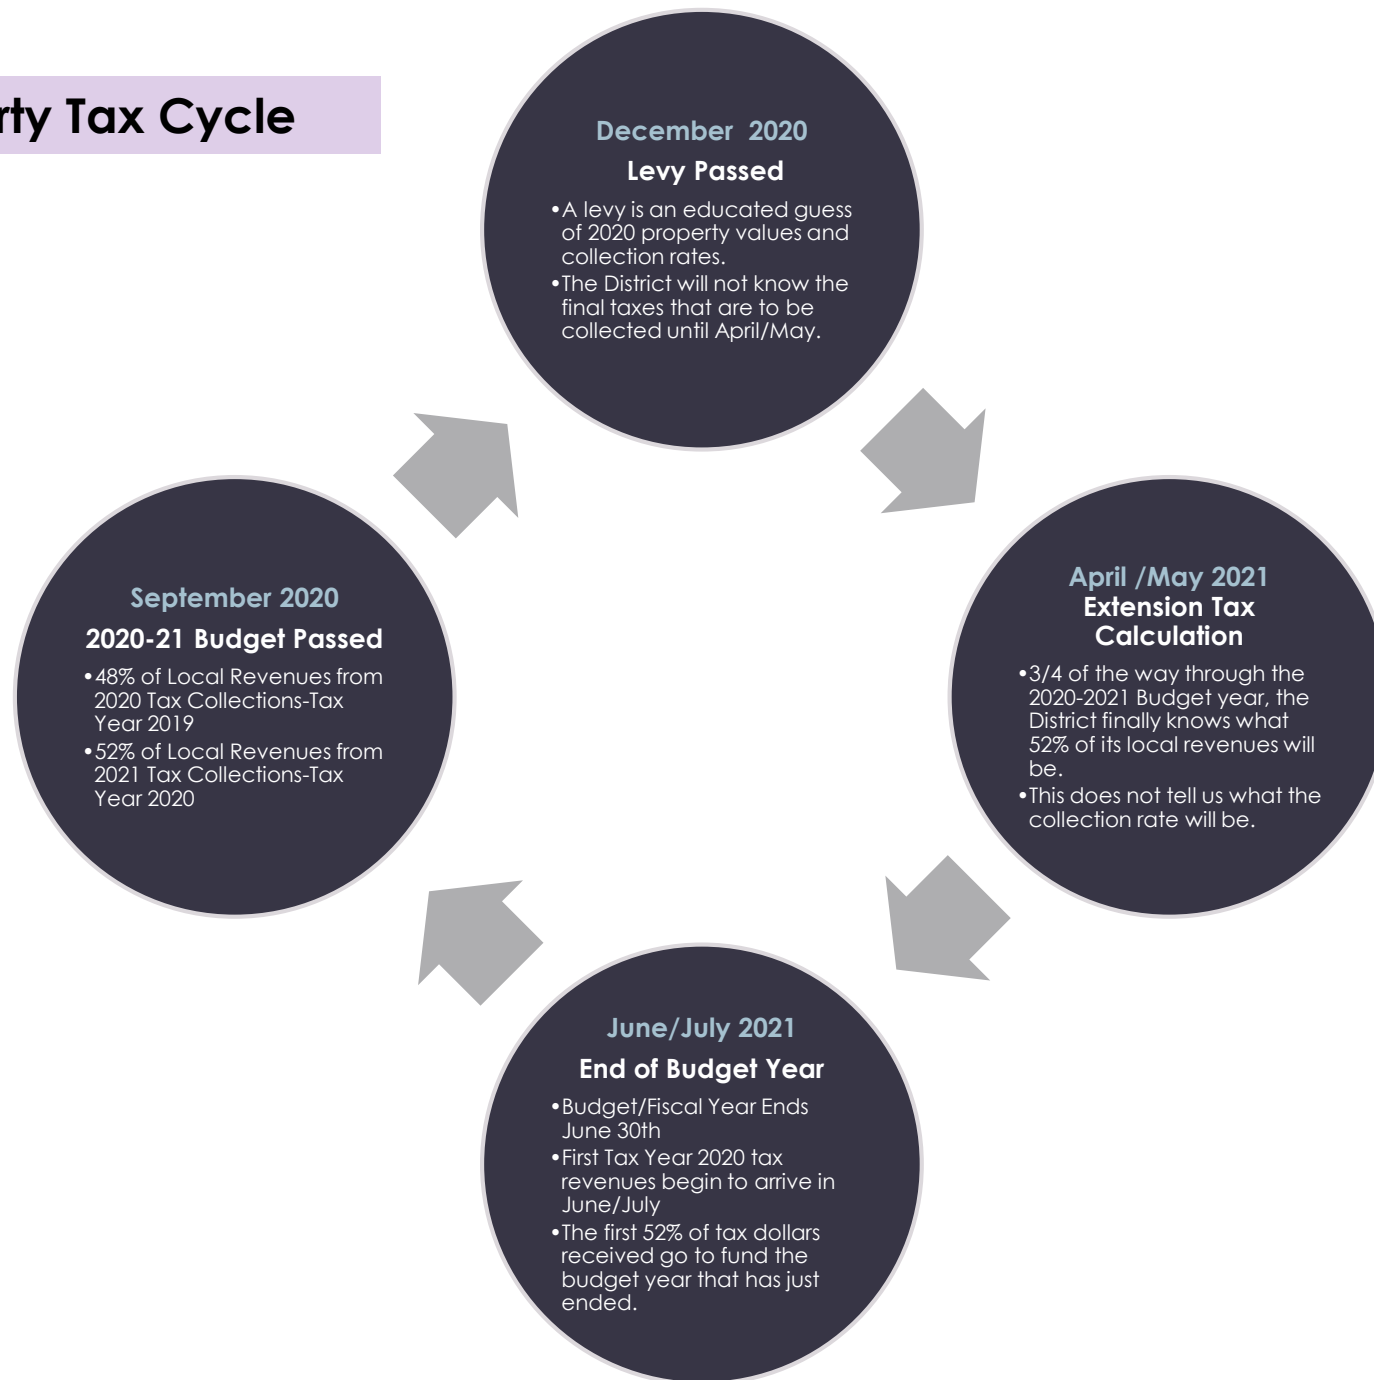 rty Tax Cycle
December 2020
Levy Passed
•A levy is an educated guess
of 2020 property values and
collection rates.
•The District will not know the
final taxes that are to be
collected until April/May.
April /May 2021
Extension Tax
Calculation
•3/4 of the way through the
2020-2021 Budget year, the
District finally knows what
52% of its local revenues will
be.
•This does not tell us what the
collection rate will be.
June/July 2021
End of Budget Year
•Budget/Fiscal Year Ends
June 30th
•First Tax Year 2020 tax
revenues begin to arrive in
June/July
•The first 52% of tax dollars
received go to fund the
budget year that has just
ended.
September 2020
2020-21 Budget Passed
•48% of Local Revenues from
2020 Tax Collections-Tax
Year 2019
•52% of Local Revenues from
2021 Tax Collections-Tax
Year 2020